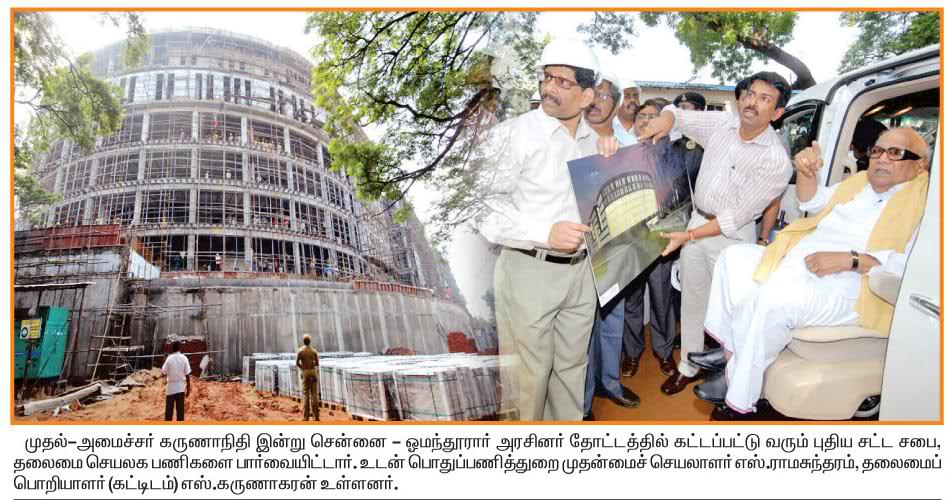 முதல்-அமைச்சர் கருணாநிதி இன்று சென்னை - ஓமந்தூரார் அரசினர் தோட்டத்தில் கட்டப்பட்டு வரும் புதிய சட்ட சபை,
தலைமை செயலக பணிகளை பார்வையிட்டார். உடன் பொதுப்பணித்துறை முதன்மைச் செயலாளர் எஸ்.ராமசுந்தரம், தலைமைப்
பொறியாளர் (கட்டிடம்) எஸ்.கருணாகரன் உள்ளனர்.